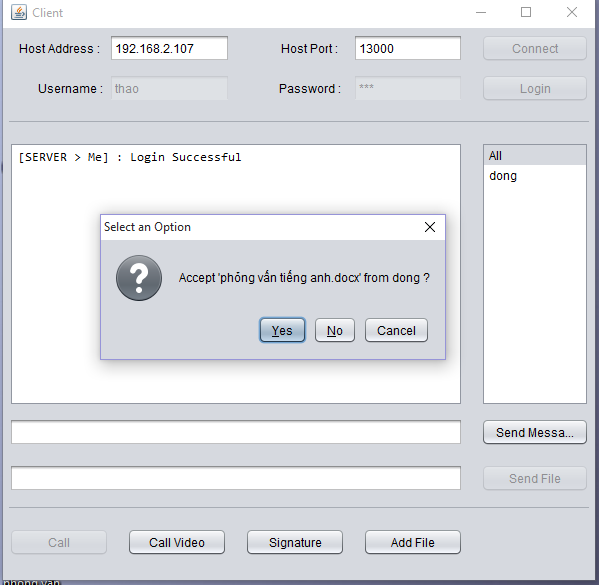 Client
Host Address : 192.168.2.107 Host Port : 13000 Connect
Username : thao Password : *** Login
[SERVER > Me] : Login Successful
All
dong
Select an Option
Accept 'phỏng vấn tiếng anh.docx' from dong ?
Yes No Cancel
Send Messa...
Send File
Call Call Video Signature Add File